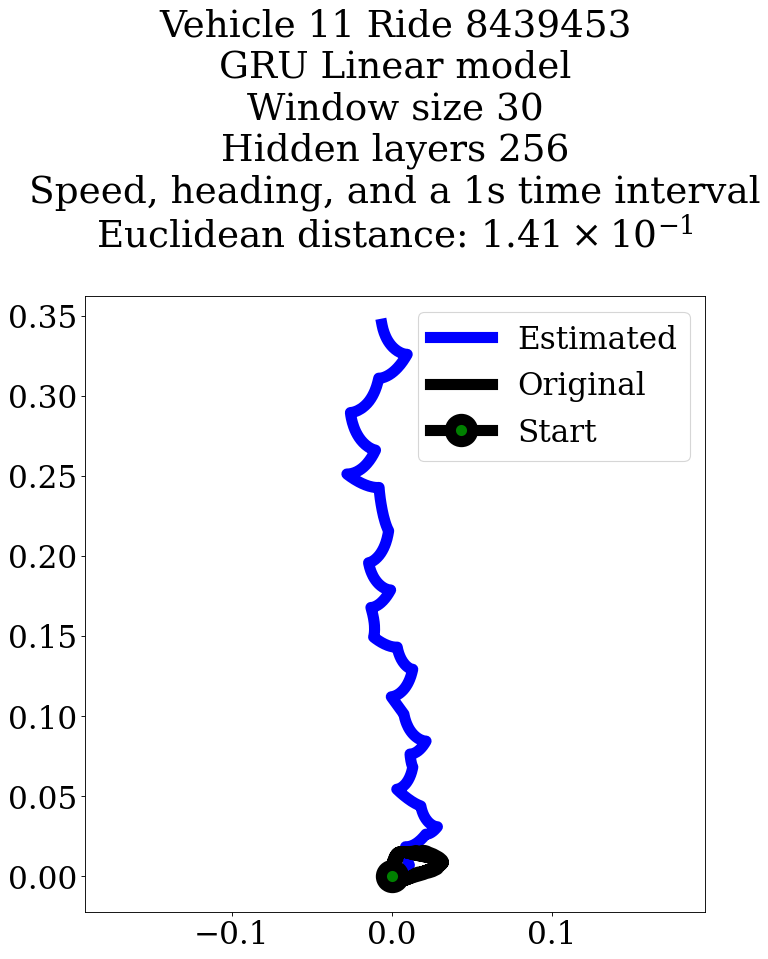 Vehicle 11 Ride 8439453
GRU Linear model
Window size 30
Hidden layers 256
Speed, heading, and a 1s time interval
Euclidean distance: 1.41 × 10⁻¹
0.35
0.30
0.25
0.20
0.15
0.10
0.05
0.00
Estimated
Original
Start
−0.1
0.0
0.1